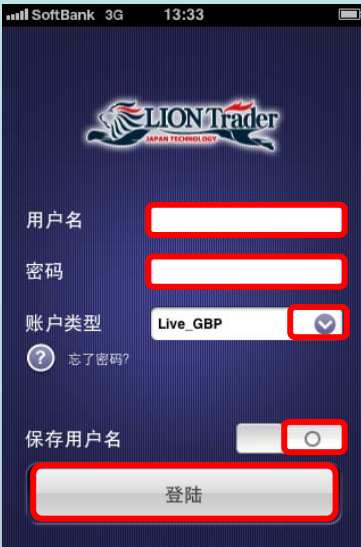 SoftBank 3G 13:33
LION Trader
JAPAN TECHNOLOGY
用户名
密码
账户类型 Live_GBP
? 忘了密码?
保存用户名
登陆